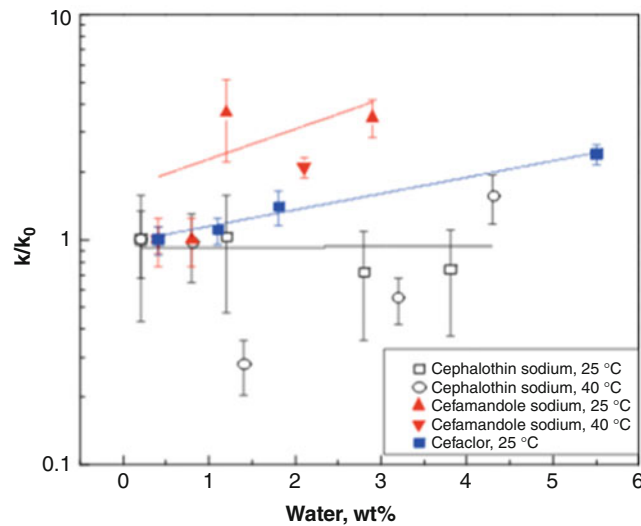 10
1
0.1
k/k0
0 1 2 3 4 5 6
Water, wt%
Cephalothin sodium, 25 °C
Cephalothin sodium, 40 °C
Cefamandole sodium, 25 °C
Cefamandole sodium, 40 °C
Cefaclor, 25 °C